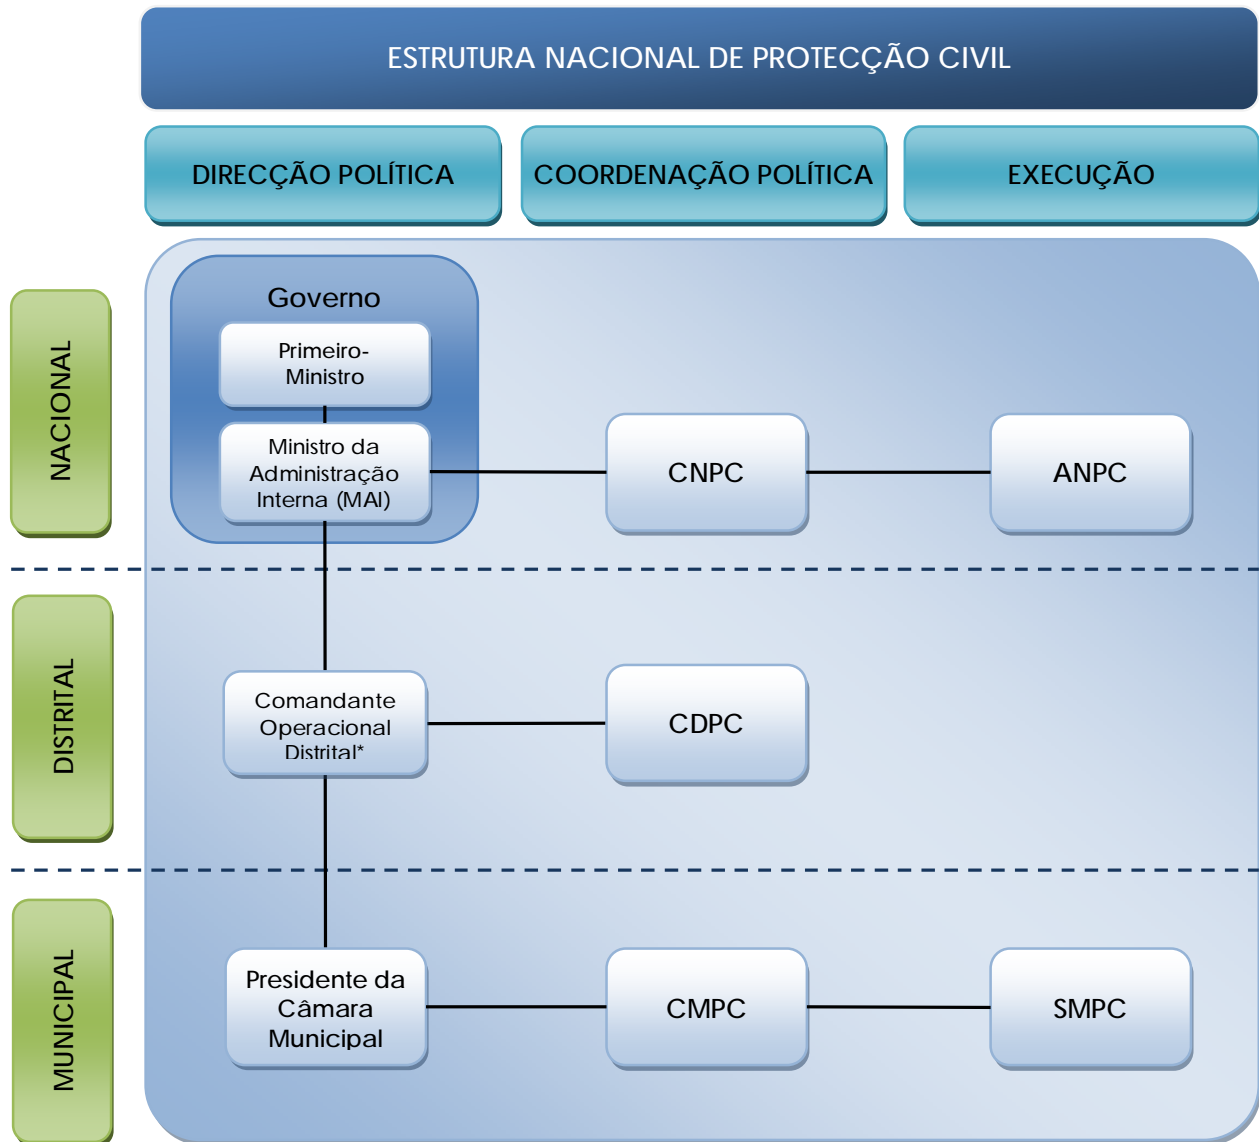 ESTRUTURA NACIONAL DE PROTECÇÃO CIVIL
DIRECÇÃO POLÍTICA
COORDENAÇÃO POLÍTICA
EXECUÇÃO
NACIONAL
Governo
Primeiro-
Ministro
Ministro da
Administração
Interna (MAI)
CNPC
ANPC
DISTRITAL
Comandante
Operacional
Distrital*
CDPC
MUNICIPAL
Presidente da
Câmara
Municipal
CMPC
SMPC